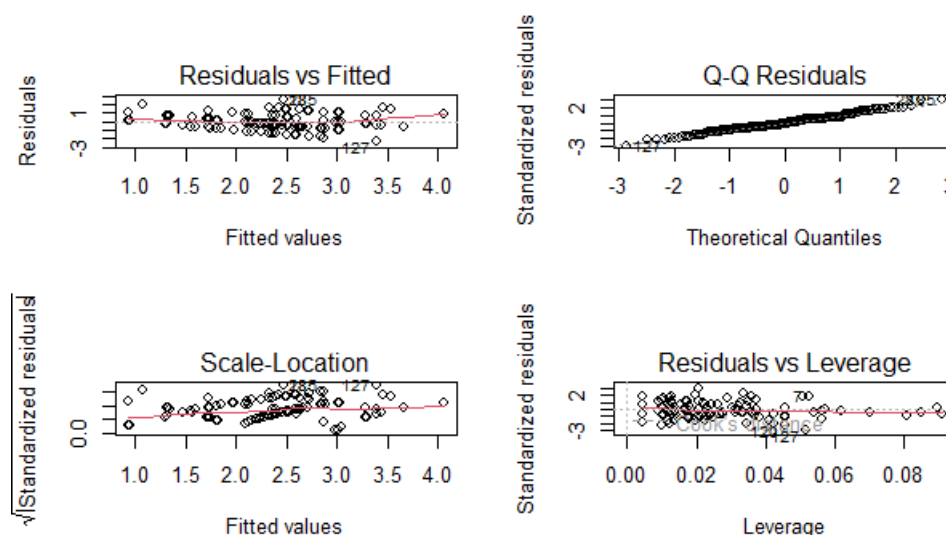 Residuals vs Fitted
Residuals
1
-3
285
127
1.0 1.5 2.0 2.5 3.0 3.5 4.0
Fitted values
Q-Q Residuals
Standardized residuals
2
-3
127
-3 -2 -1 0 1 2 3
Theoretical Quantiles
Scale-Location
√|Standardized residuals|
0.0
285
127
1.0 1.5 2.0 2.5 3.0 3.5 4.0
Fitted values
Residuals vs Leverage
Standardized residuals
2
-3
70
Cook's distance
127
0.00 0.02 0.04 0.06 0.08
Leverage